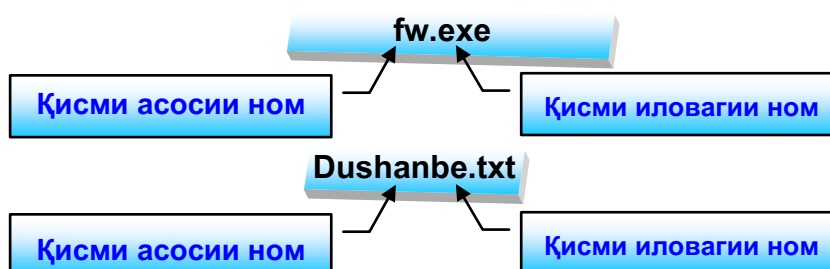 fw.exe
Қисми асосии ном
Қисми иловагии ном
Dushanbe.txt
Қисми асосии ном
Қисми иловагии ном